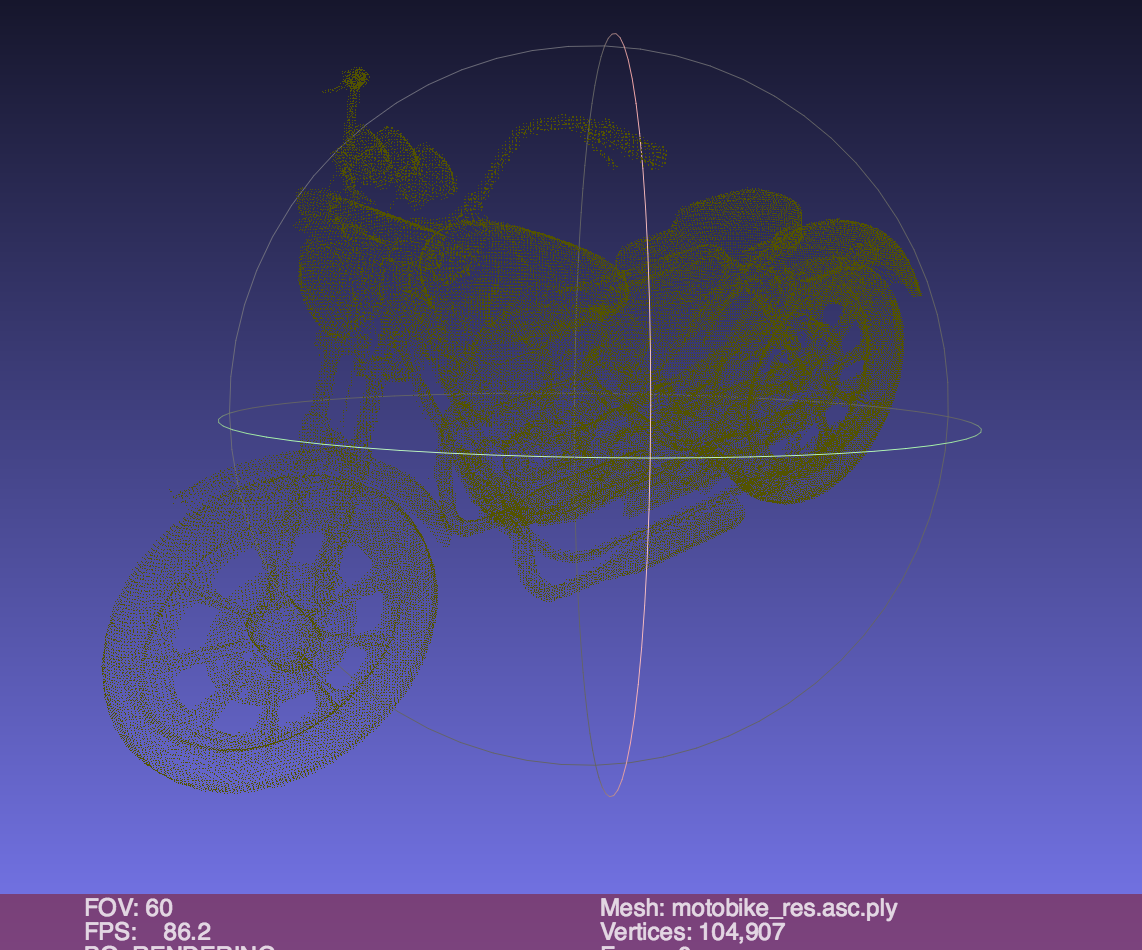 FOV: 60
FPS: 86.2
Mesh: motobike_res.asc.ply
Vertices: 104,907